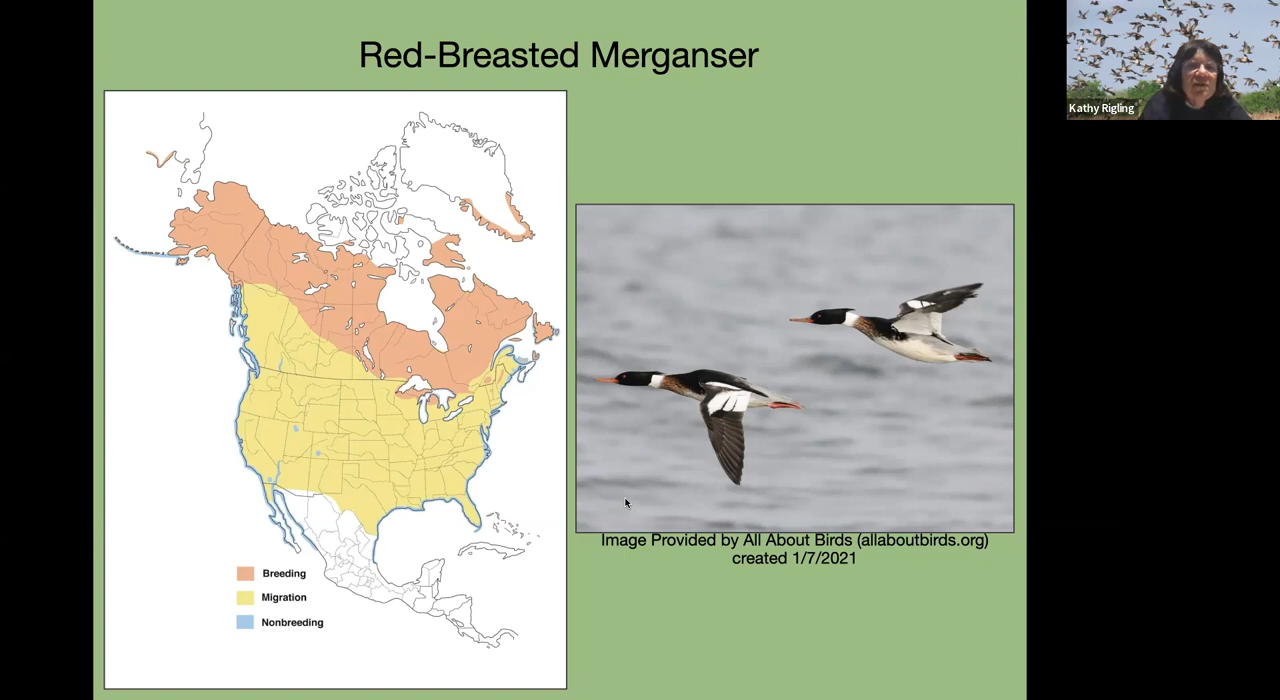 Red-Breasted Merganser
Kathy Rigling
Breeding
Migration
Nonbreeding
Image Provided by All About Birds (allaboutbirds.org)
created 1/7/2021